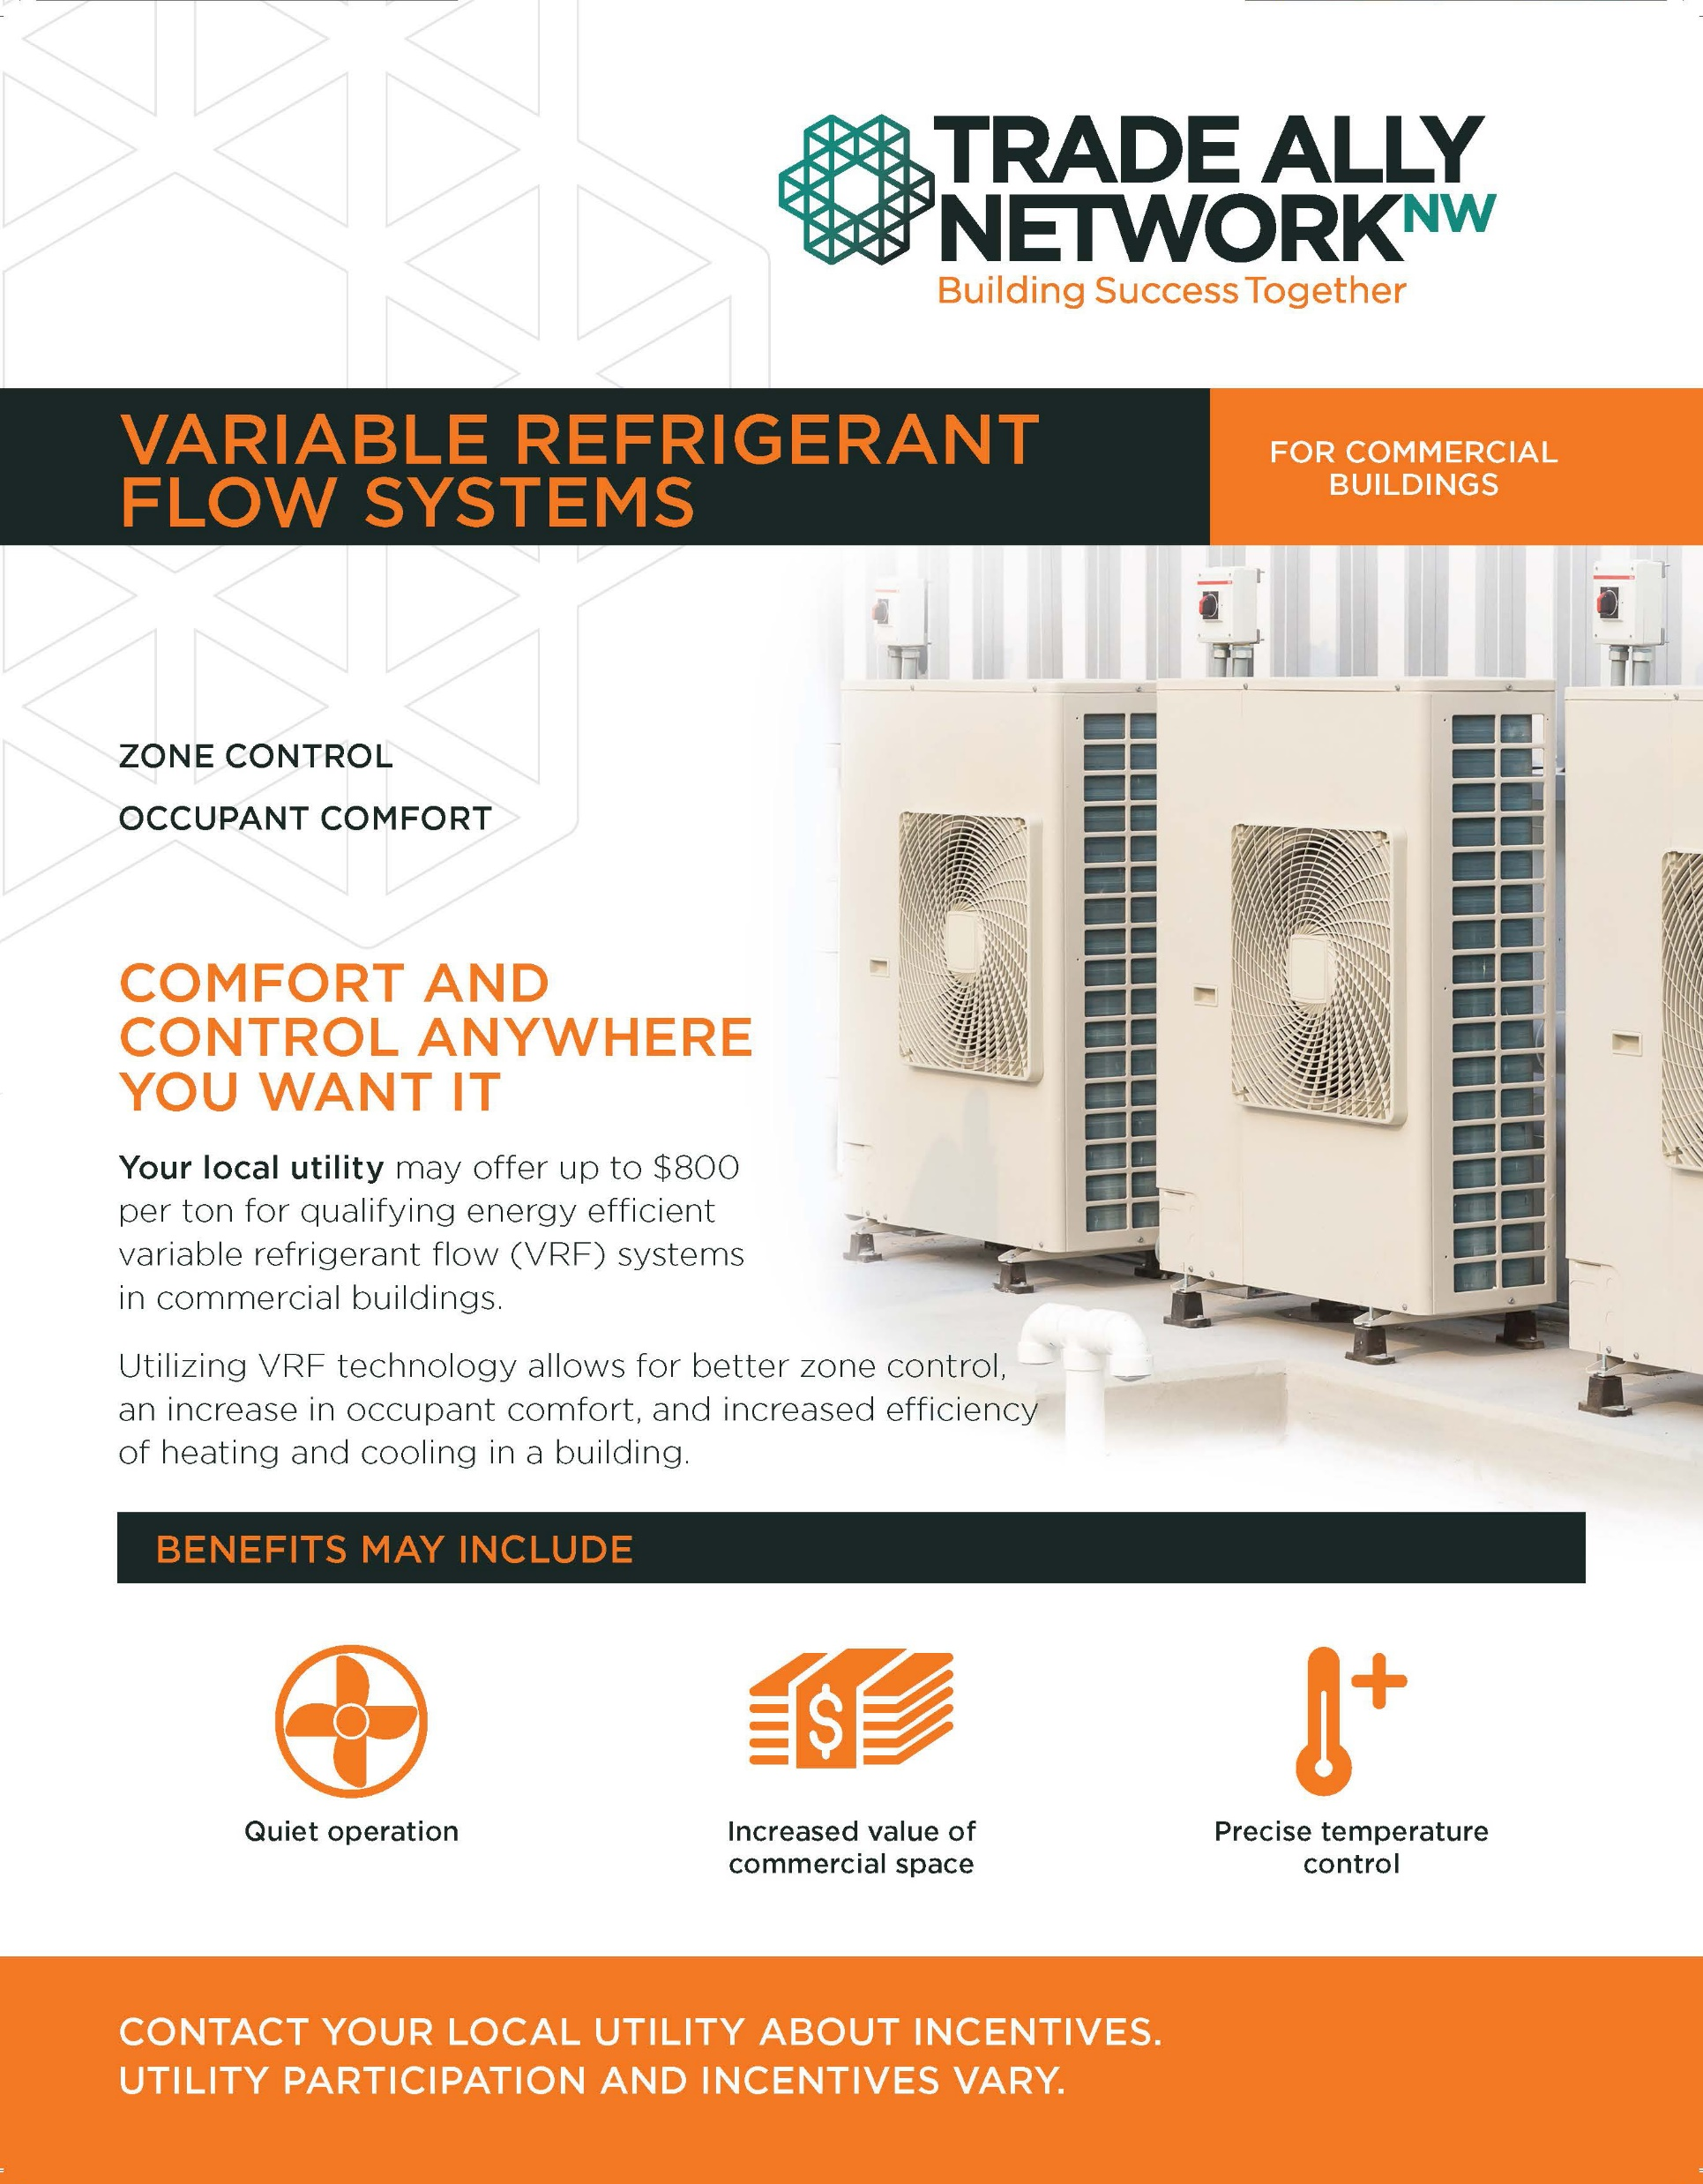 TRADE ALLY
NETWORKNW
Building Success Together
VARIABLE REFRIGERANT
FLOW SYSTEMS
FOR COMMERCIAL
BUILDINGS
ZONE CONTROL
OCCUPANT COMFORT
COMFORT AND
CONTROL ANYWHERE
YOU WANT IT
Your local utility may offer up to $800
per ton for qualifying energy efficient
variable refrigerant flow (VRF) systems
in commercial buildings.
Utilizing VRF technology allows for better zone control,
an increase in occupant comfort, and increased efficiency
of heating and cooling in a building.
BENEFITS MAY INCLUDE
$
Quiet operation
Increased value of
commercial space
Precise temperature
control
CONTACT YOUR LOCAL UTILITY ABOUT INCENTIVES.
UTILITY PARTICIPATION AND INCENTIVES VARY.